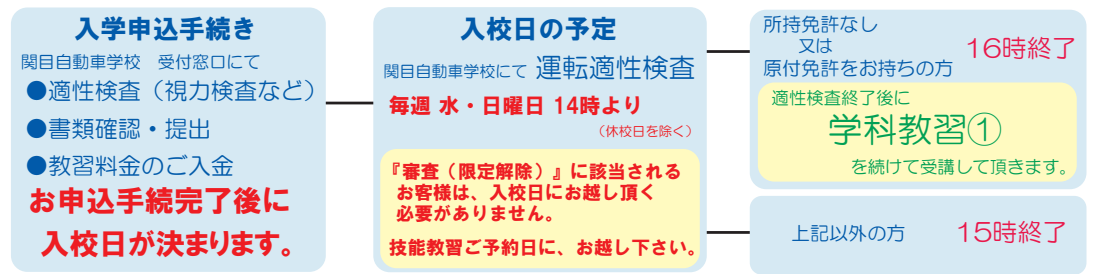 入学申込手続き
関目自動車学校 受付窓口にて
●適性検査（視力検査など）
●書類確認・提出
●教習料金のご入金
お申込手続完了後に
入校日が決まります。
入校日の予定
関目自動車学校にて 運転適性検査
毎週 水・日曜日 14時より
（休校日を除く）
『審査（限定解除）』に該当される
お客様は、入校日にお越し頂く
必要がありません。
技能教習ご予約日に、お越し下さい。
所持免許なし
又は
原付免許をお持ちの方
16時終了
適性検査終了後に
学科教習①
を続けて受講して頂きます。
上記以外の方 15時終了